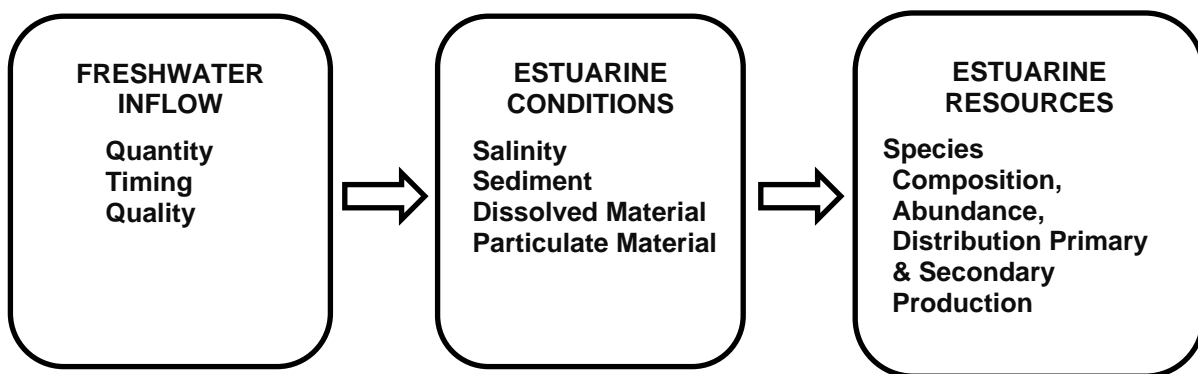 FRESHWATER
INFLOW
Quantity
Timing
Quality
ESTUARINE
CONDITIONS
Salinity
Sediment
Dissolved Material
Particulate Material
ESTUARINE
RESOURCES
Species
Composition,
Abundance,
Distribution Primary
& Secondary
Production